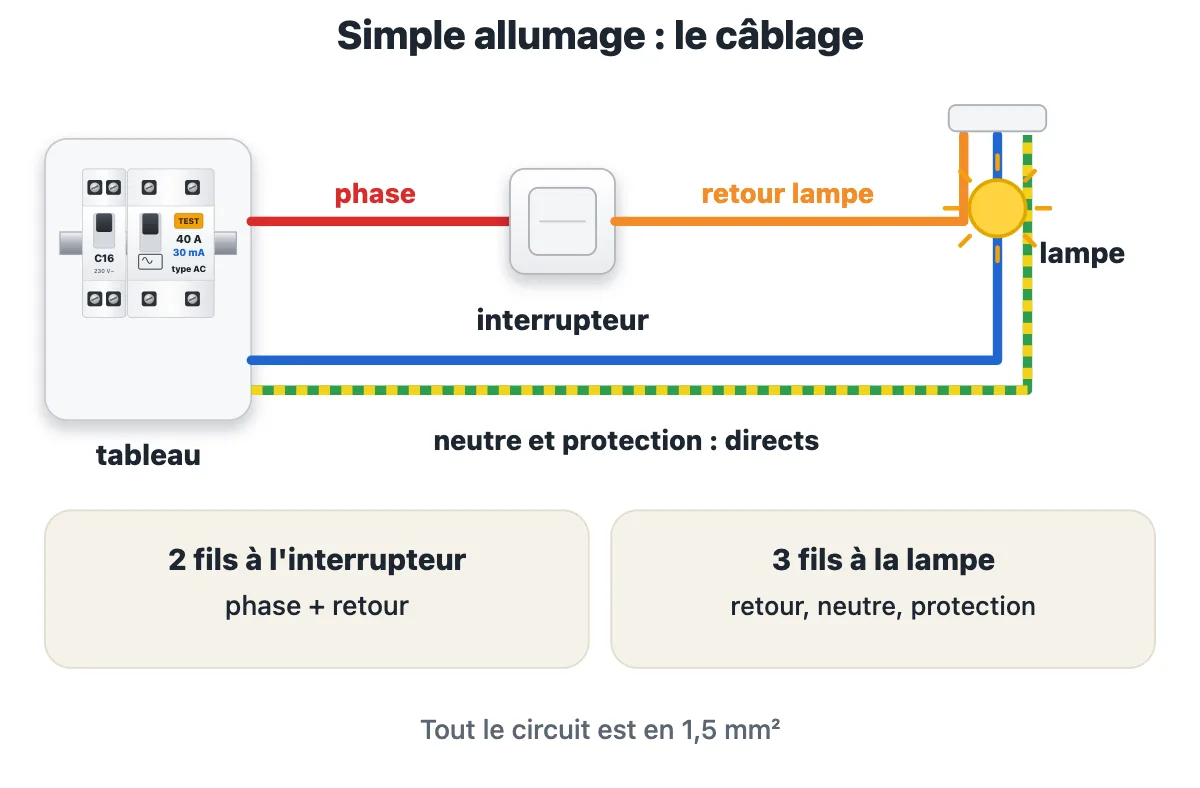 Simple allumage : le câblage
phase
retour lampe
TEST
40 A
30 mA
type AC
C16
230 V~
lampe
interrupteur
neutre et protection : directs
tableau
2 fils à l'interrupteur
phase + retour
3 fils à la lampe
retour, neutre, protection
Tout le circuit est en 1,5 mm²